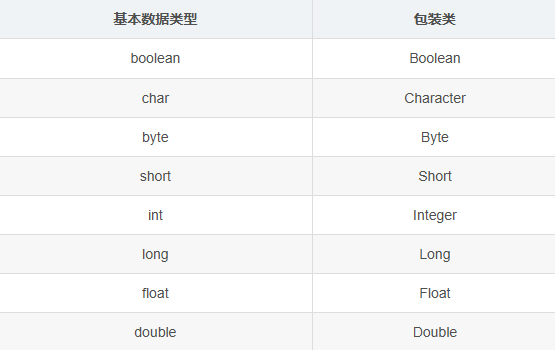 基本数据类型 包装类
boolean Boolean
char Character
byte Byte
short Short
int Integer
long Long
float Float
double Double